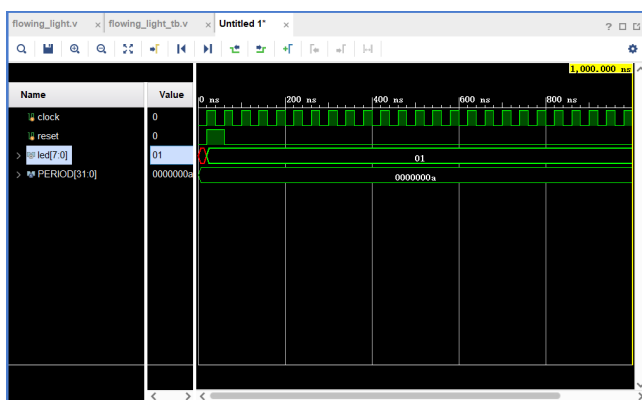 flowing_light.v × flowing_light_tb.v × Untitled 1* × ?
1,000.000 ns
Name Value 0 ns 200 ns 400 ns 600 ns 800 ns
clock 0
reset 0
led[7:0] 01 01
PERIOD[31:0] 0000000a 0000000a